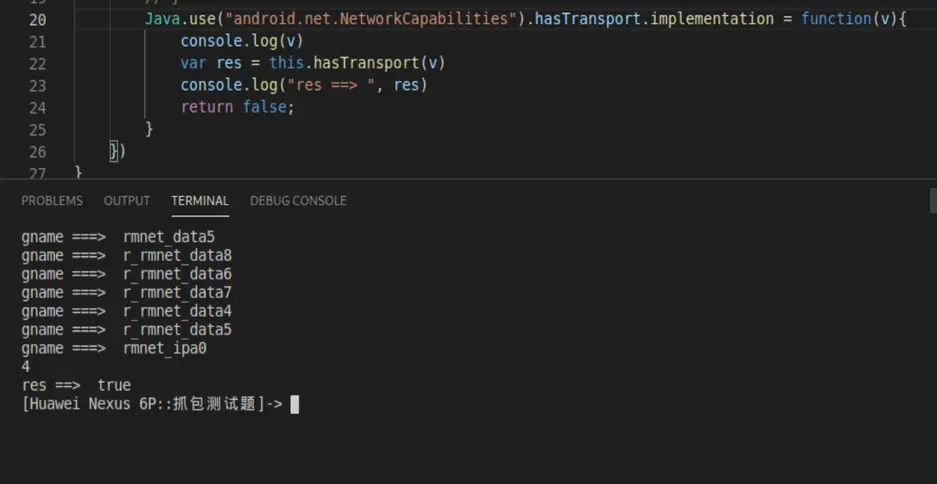 19 // }
20 Java.use("android.net.NetworkCapabilities").hasTransport.implementation = function(v){
21 console.log(v)
22 var res = this.hasTransport(v)
23 console.log("res ==> ", res)
24 return false;
25 }
26 })
27 }
PROBLEMS OUTPUT TERMINAL DEBUG CONSOLE
gname ===> rmnet_data5
gname ===> r_rmnet_data8
gname ===> r_rmnet_data6
gname ===> r_rmnet_data7
gname ===> r_rmnet_data4
gname ===> r_rmnet_data5
gname ===> rmnet_ipa0
4
res ==> true
[Huawei Nexus 6P::抓包测试题]->